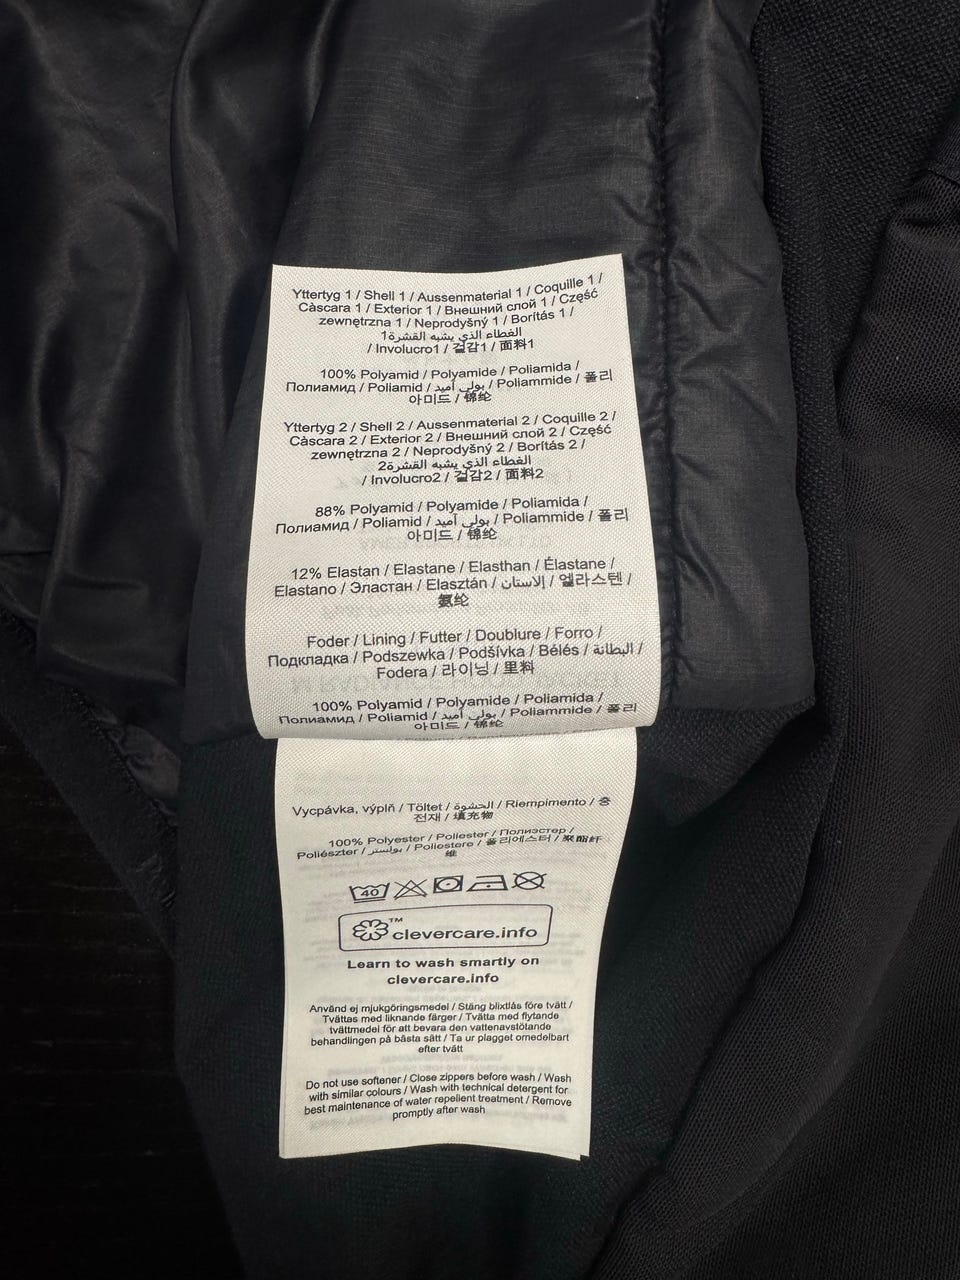 Yttertyg 1 / Shell 1 / Aussenmaterial 1 / Coquille 1 /
Càscara 1 / Exterior 1 / Внешний слой 1 / Część
zewnętrzna 1 / Neprodyšný 1 / Borítás 1 /
الغطاء الذي يشبه القشرة1
/ Involucro1 / 겉감1 / 面料1
100% Polyamid / Polyamide / Poliamida /
Полиамид / Poliamid / بولي أميد / Poliammide / 폴리
아미드 / 锦纶
Yttertyg 2 / Shell 2 / Aussenmaterial 2 / Coquille 2 /
Càscara 2 / Exterior 2 / Внешний слой 2 / Część
zewnętrzna 2 / Neprodyšný 2 / Borítás 2 /
الغطاء الذي يشبه القشرة2
/ Involucro2 / 겉감2 / 面料2
88% Polyamid / Polyamide / Poliamida /
Полиамид / Poliamid / بولي أميد / Poliammide / 폴리
아미드 / 锦纶
12% Elastan / Elastane / Elasthan / Élastane /
Elastano / Эластан / Elasztán / إلاستان / 엘라스텐 /
氨纶
Foder / Lining / Futter / Doublure / Forro /
Подкладка / Podszewka / Podšívka / Bélés / البطانة /
Fodera / 라이닝 / 里料
100% Polyamid / Polyamide / Poliamida /
Полиамид / Poliamid / بولي أميد / Poliammide / 폴리
아미드 / 锦纶
Vycpávka, výplň / Töltet / الحشوة / Riempimento / 충
전재 / 填充物
100% Polyester / Poliester / Полиэстер /
Poliészter / بوليستر / Poliestere / 폴리에스터 / 聚酯纤
维
40
™ clevercare.info
Learn to wash smartly on
clevercare.info
Använd ej mjukgöringsmedel / Stäng blixtlås före tvätt /
Tvättas med liknande färger / Tvätta med flytande
tvättmedel för att bevara den vattenavstötande
behandlingen på bästa sätt / Ta ur plagget omedelbart
efter tvätt
Do not use softener / Close zippers before wash / Wash
with similar colours / Wash with technical detergent for
best maintenance of water repellent treatment / Remove
promptly after wash